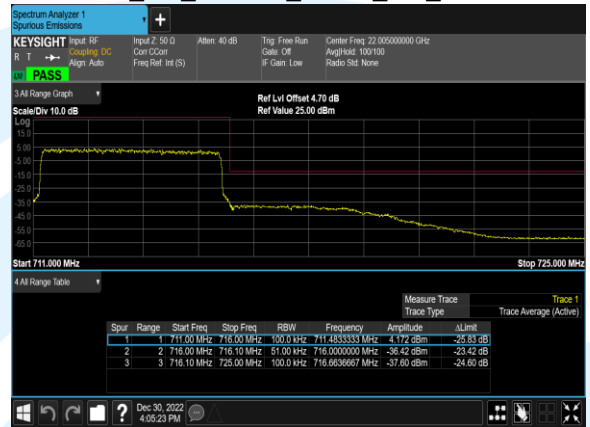 Spectrum Analyzer 1
Spurious Emissions
+
KEYSIGHT Input: RF Input Z: 50 Ω Atten: 40 dB Trig: Free Run Center Freq: 22.005000000 GHz
R T Coupling: DC Corr CCorr Gate: Off Avg|Hold: 100/100
Align: Auto Freq Ref: Int (S) IF Gain: Low Radio Std: None
LM PASS
3 All Range Graph
Ref Lvl Offset 4.70 dB
Scale/Div 10.0 dB Ref Value 25.00 dBm
Log
15.0
5.00
-5.00
-15.0
-25.0
-35.0
-45.0
-55.0
-65.0
Start 711.000 MHz Stop 725.000 MHz
4 All Range Table
Measure Trace Trace 1
Trace Type Trace Average (Active)
Spur Range Start Freq Stop Freq RBW Frequency Amplitude ΔLimit
1 1 711.00 MHz 716.00 MHz 100.0 kHz 711.4833333 MHz 4.172 dBm -25.83 dB
2 2 716.00 MHz 716.10 MHz 51.00 kHz 716.0000000 MHz -36.42 dBm -23.42 dB
3 3 716.10 MHz 725.00 MHz 100.0 kHz 716.6636667 MHz -37.60 dBm -24.60 dB
? Dec 30, 2022
4:05:23 PM